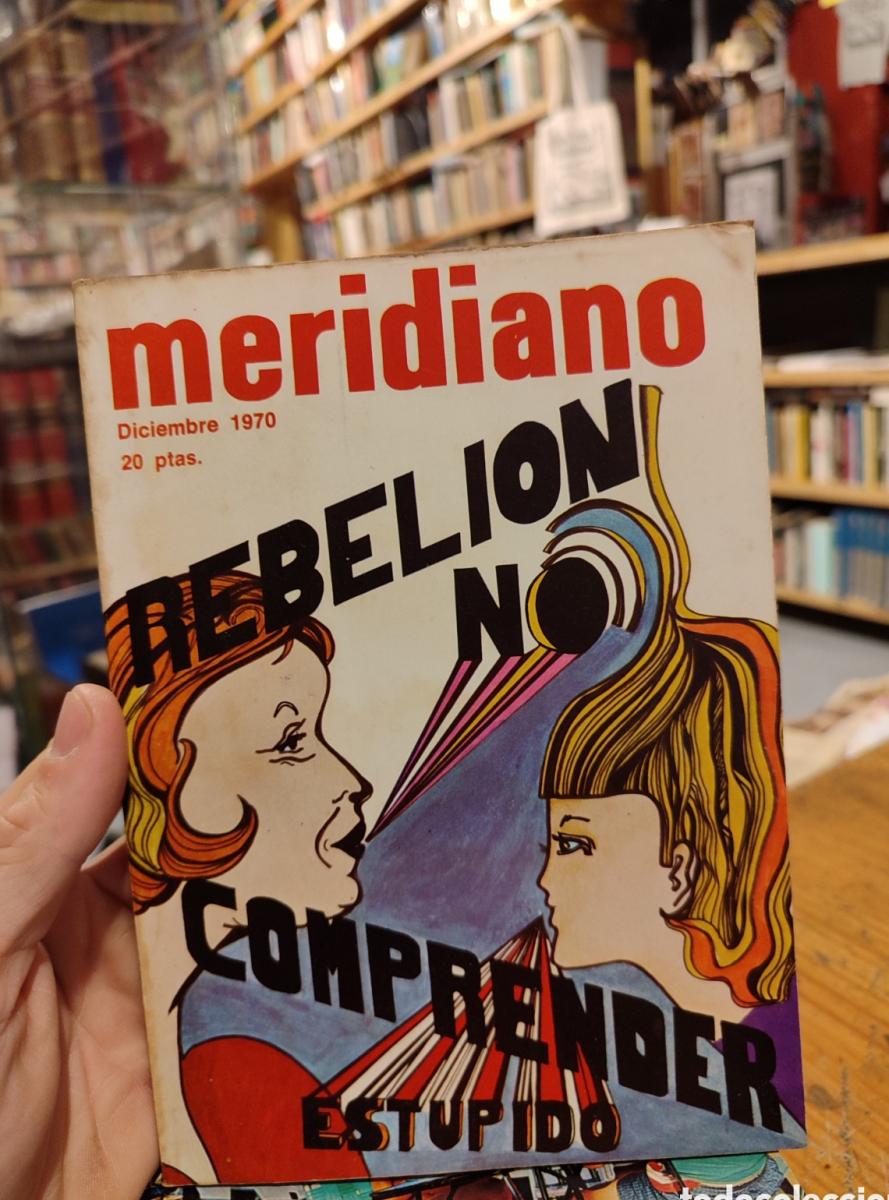 meridiano
Diciembre 1970
20 ptas.
REBELION
NO
COMPRENDER
ESTUPIDO